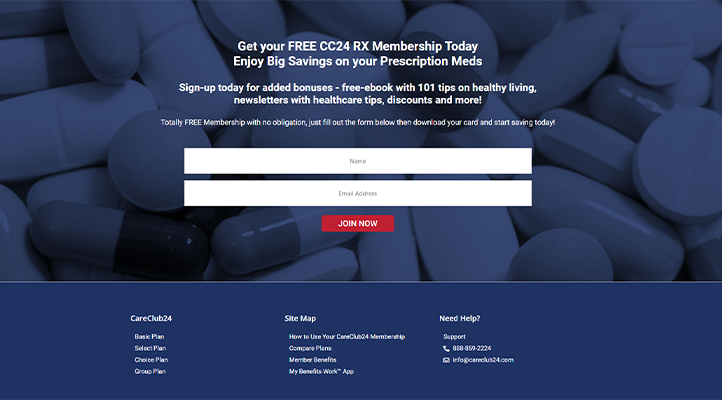 Get your FREE CC24 RX Membership Today
Enjoy Big Savings on your Prescription Meds
Sign-up today for added bonuses - free-ebook with 101 tips on healthy living,
newsletters with healthcare tips, discounts and more!
Totally FREE Membership with no obligation, just fill out the form below then download your card and start saving today!
Name
Email Address
JOIN NOW
CareClub24
Basic Plan
Select Plan
Choice Plan
Group Plan
Site Map
How to Use Your CareClub24 Membership
Compare Plans
Member Benefits
My Benefits Work™ App
Need Help?
Support
888-859-2224
info@careclub24.com